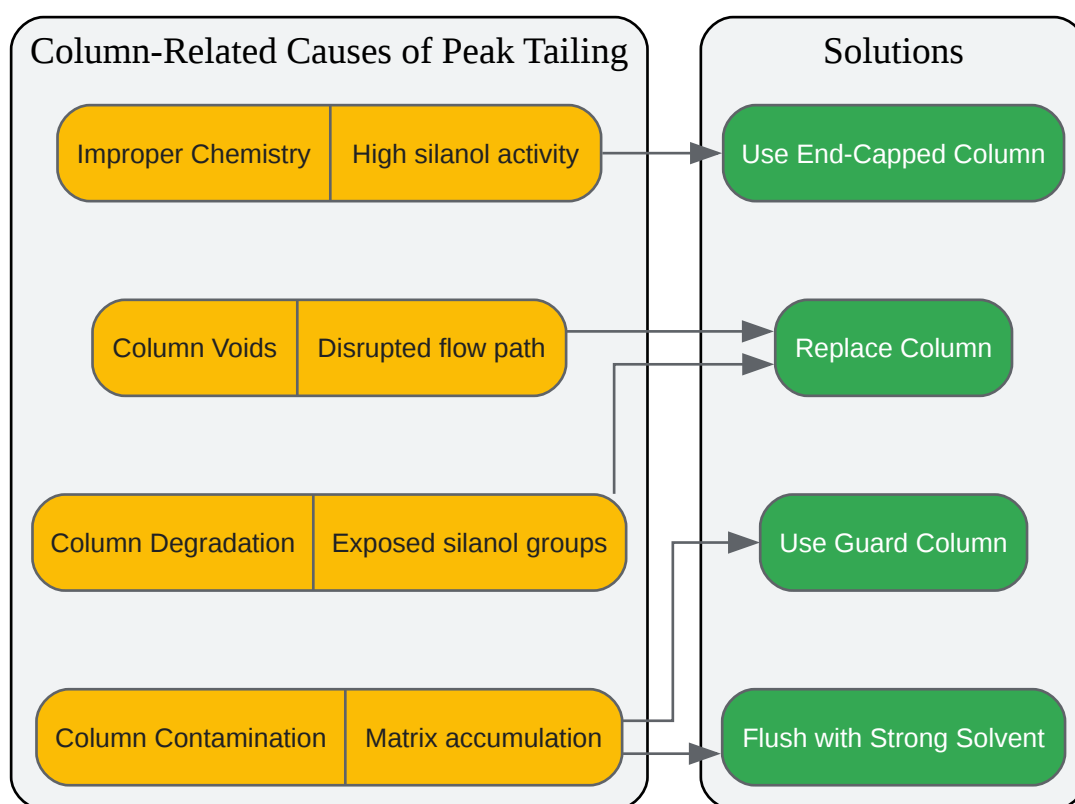 Column-Related Causes of Peak Tailing
Solutions
Improper Chemistry
High silanol activity
Use End-Capped Column
Column Voids
Disrupted flow path
Replace Column
Column Degradation
Exposed silanol groups
Use Guard Column
Column Contamination
Matrix accumulation
Flush with Strong Solvent